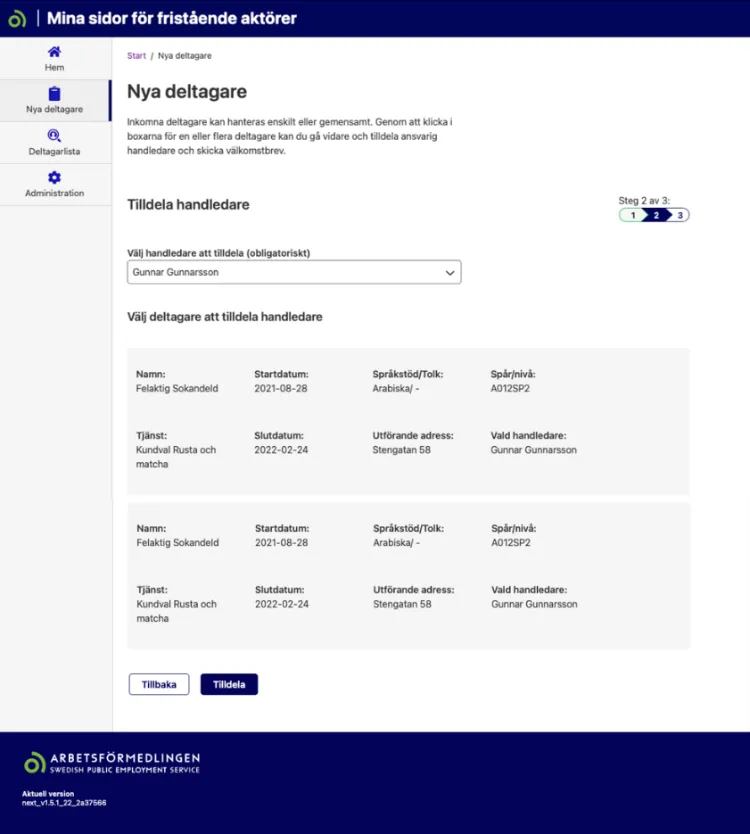 Mina sidor för fristående aktörer
Hem
Nya deltagare
Deltagarlista
Administration
Start / Nya deltagare
Nya deltagare
Inkomna deltagare kan hanteras enskilt eller gemensamt. Genom att klicka i
boxarna för en eller flera deltagare kan du gå vidare och tilldela ansvarig
handledare och skicka välkomstbrev.
Tilldela handledare
Steg 2 av 3:
1 2 3
Välj handledare att tilldela (obligatoriskt)
Gunnar Gunnarsson
Välj deltagare att tilldela handledare
Namn: Startdatum: Språkstöd/Tolk: Spår/nivå:
Felaktig Sokandeld 2021-08-28 Arabiska/ - A012SP2
Tjänst: Slutdatum: Utförande adress: Vald handledare:
Kundval Rusta och 2022-02-24 Stengatan 58 Gunnar Gunnarsson
matcha
Namn: Startdatum: Språkstöd/Tolk: Spår/nivå:
Felaktig Sokandeld 2021-08-28 Arabiska/ - A012SP2
Tjänst: Slutdatum: Utförande adress: Vald handledare:
Kundval Rusta och 2022-02-24 Stengatan 58 Gunnar Gunnarsson
matcha
Tillbaka Tilldela
ARBETSFÖRMEDLINGEN
SWEDISH PUBLIC EMPLOYMENT SERVICE
Aktuell version
next_v1.5.1_22_2a37566